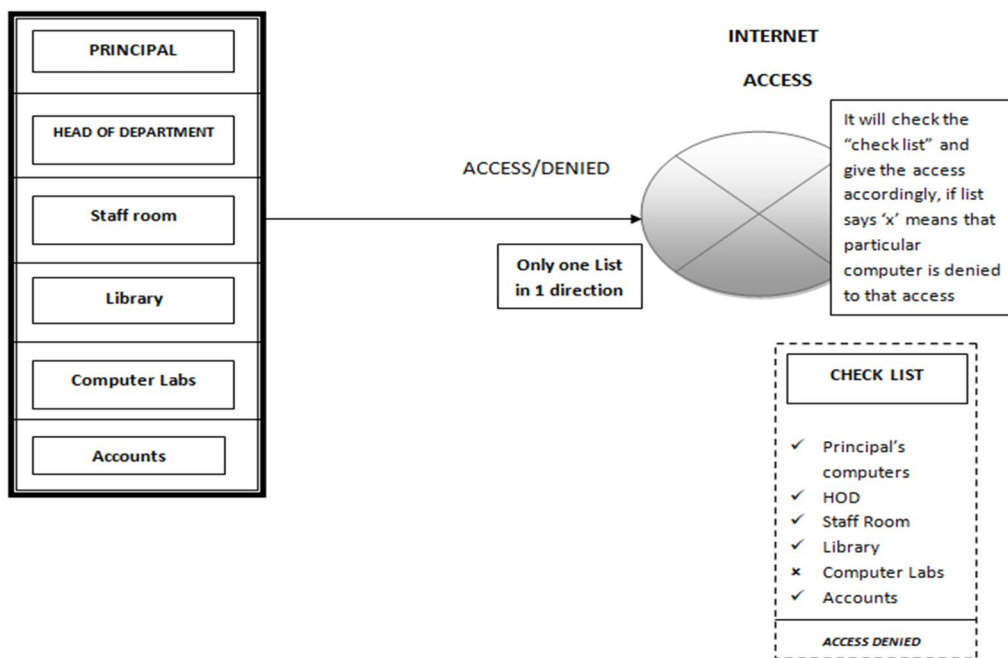 PRINCIPAL
HEAD OF DEPARTMENT
Staff room
Library
Computer Labs
Accounts
ACCESS/DENIED
Only one List
in 1 direction
INTERNET
ACCESS
It will check the
“check list” and
give the access
accordingly, if list
says ‘x’ means that
particular
computer is denied
to that access
CHECK LIST
✓ Principal’s
computers
✓ HOD
✓ Staff Room
✓ Library
× Computer Labs
✓ Accounts
ACCESS DENIED